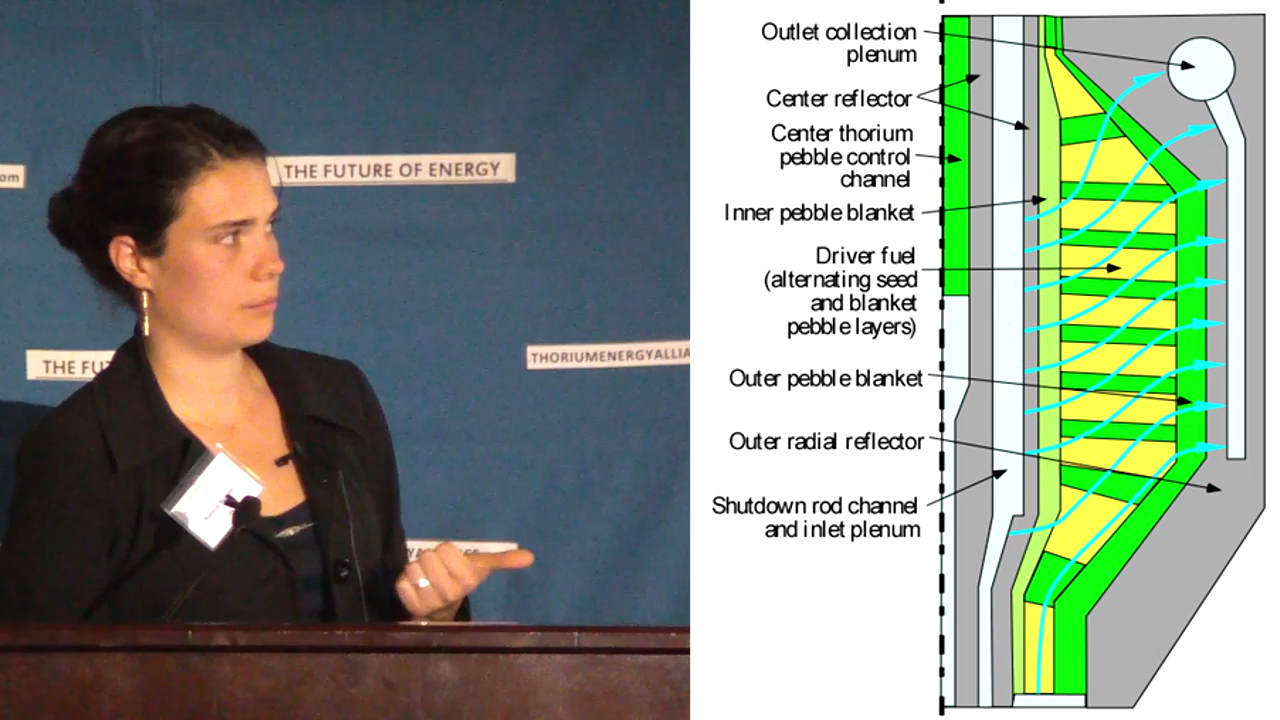 om
THE FUTURE OF ENERGY
THE FU
THORIUMENERGYALLIA
Outlet collection
plenum
Center reflector
Center thorium
pebble control
channel
Inner pebble blanket
Driver fuel
(alternating seed
and blanket
pebble layers)
Outer pebble blanket
Outer radial reflector
Shutdown rod channel
and inlet plenum